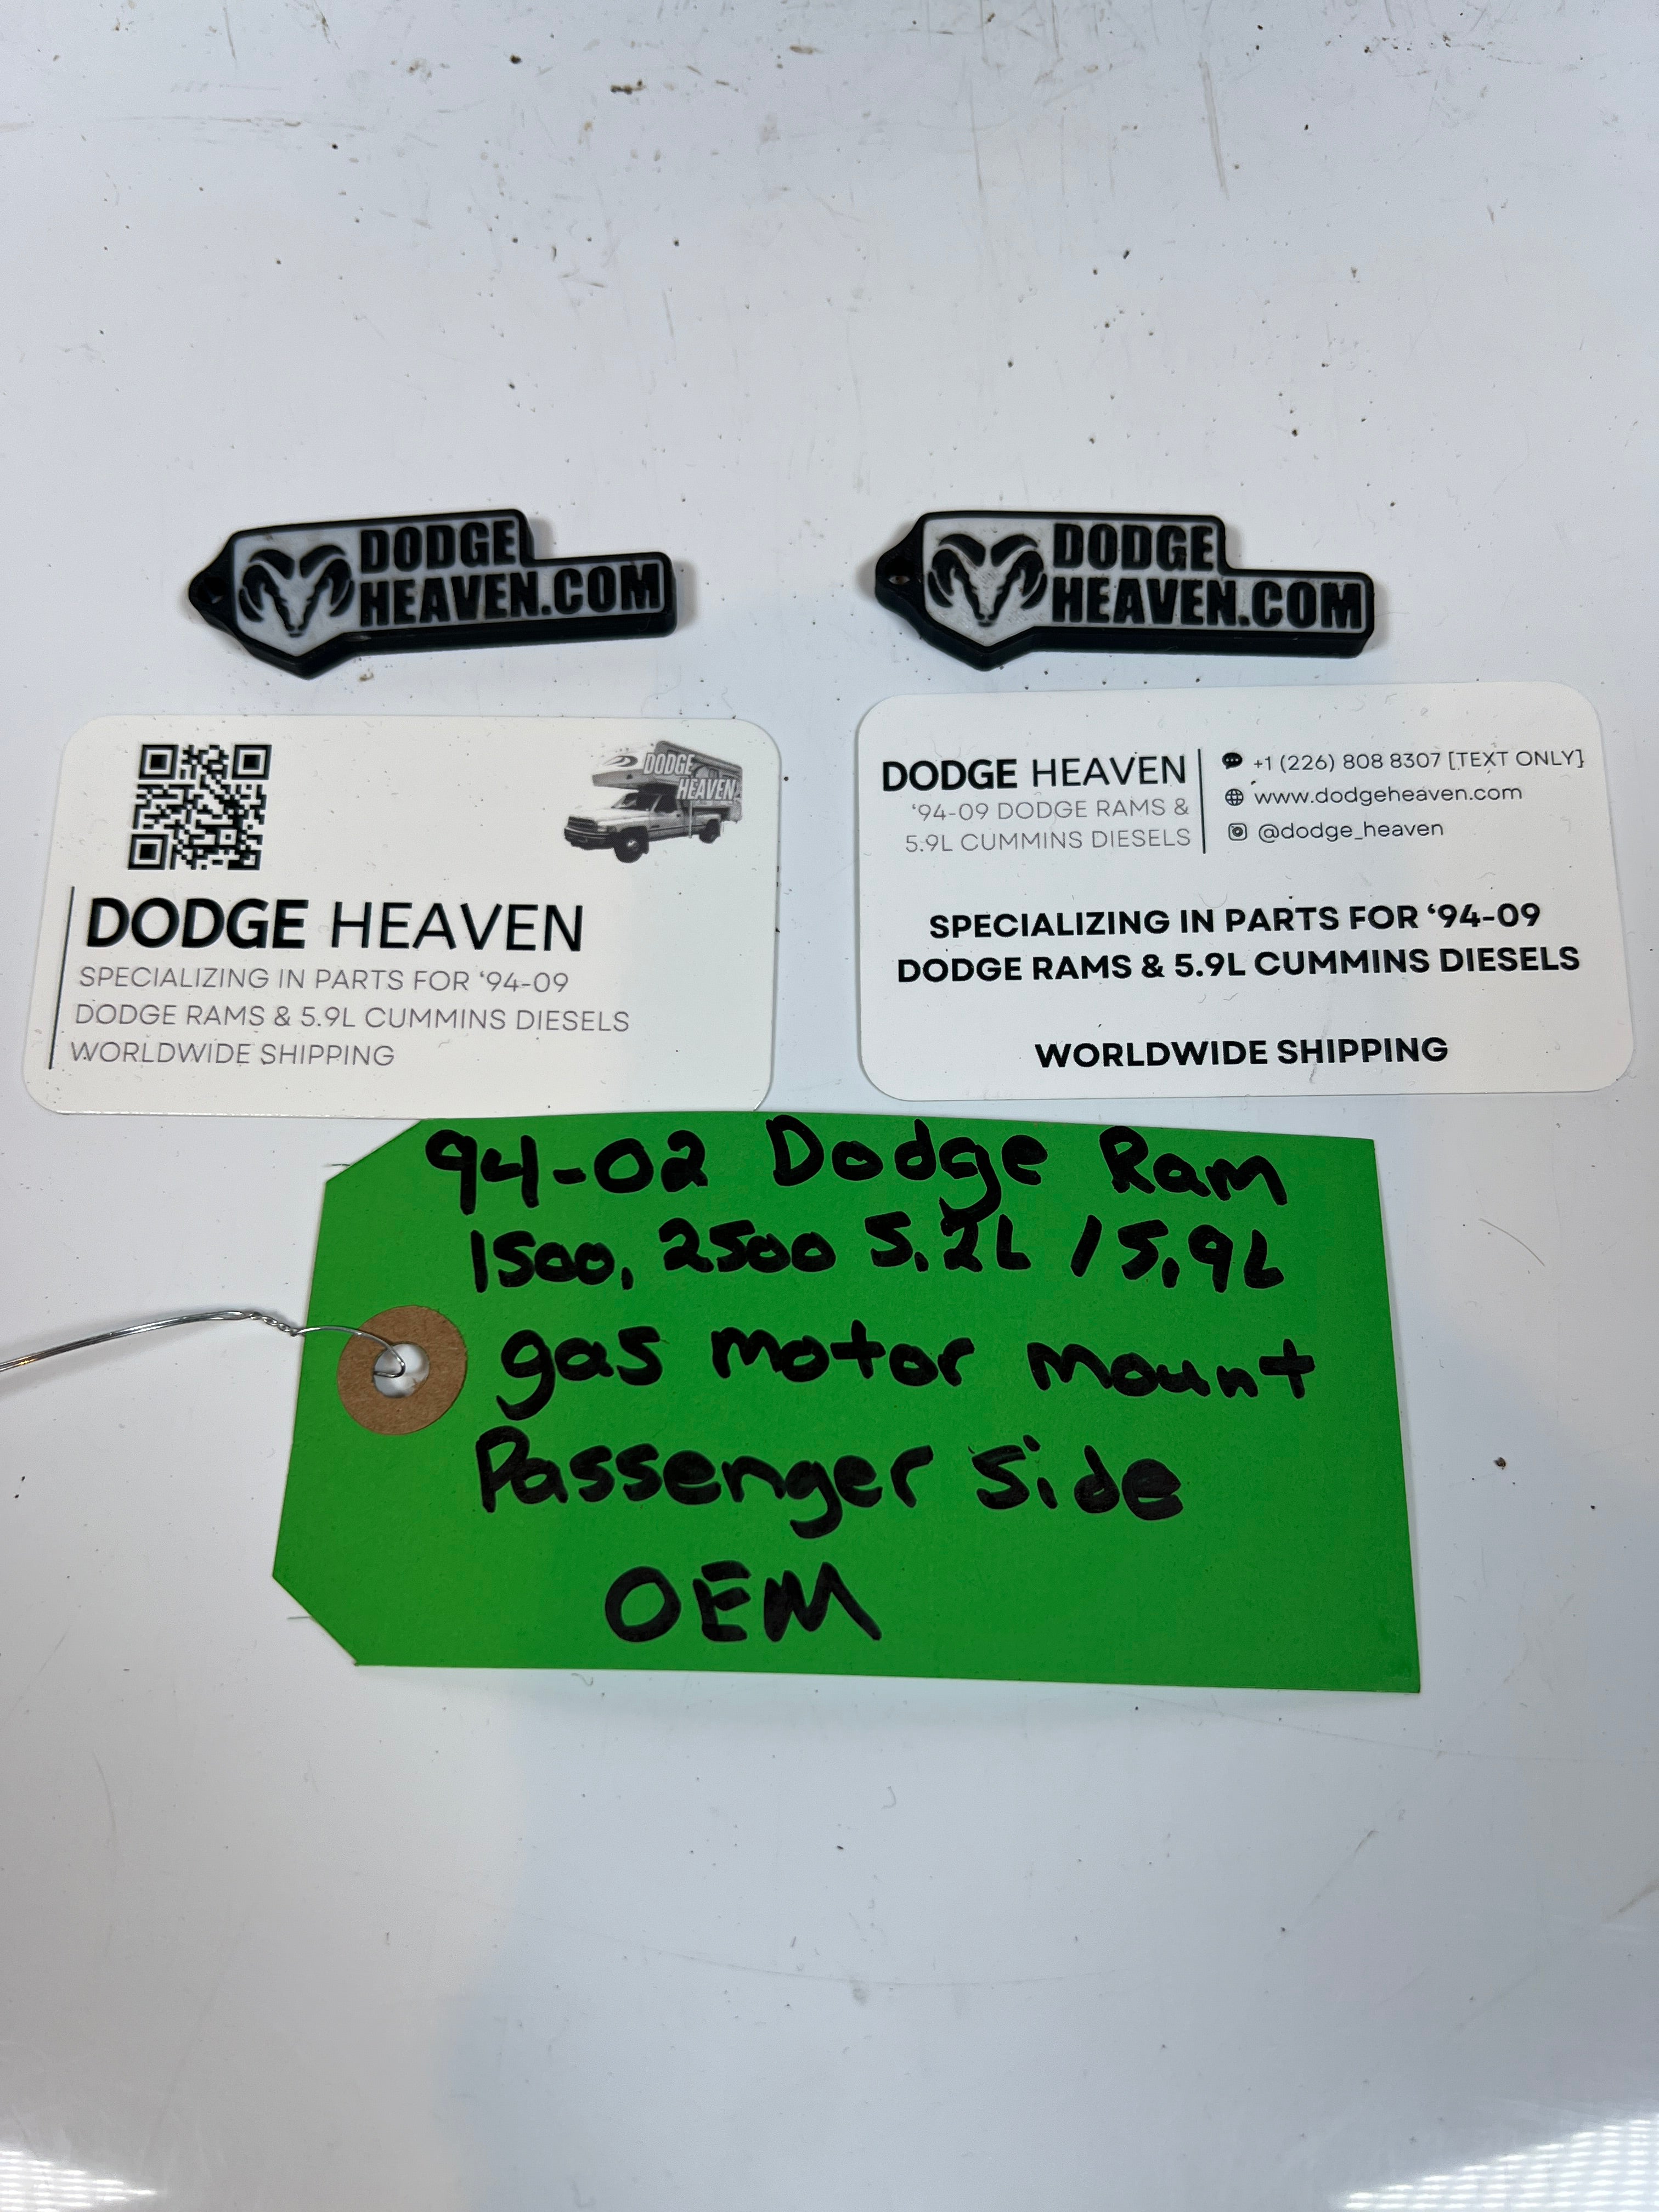 DODGE
HEAVEN.COM
DODGE
HEAVEN.COM
DODGE
HEAVEN
DODGE HEAVEN
SPECIALIZING IN PARTS FOR ‘94-09
DODGE RAMS & 5.9L CUMMINS DIESELS
WORLDWIDE SHIPPING
DODGE HEAVEN
‘94-09 DODGE RAMS &
5.9L CUMMINS DIESELS
+1 (226) 808 8307 [TEXT ONLY]
www.dodgeheaven.com
@dodge_heaven
SPECIALIZING IN PARTS FOR ‘94-09
DODGE RAMS & 5.9L CUMMINS DIESELS
WORLDWIDE SHIPPING
94-02 Dodge Ram
1500, 2500 5.2L / 5.9L
gas motor mount
Passenger side
OEM